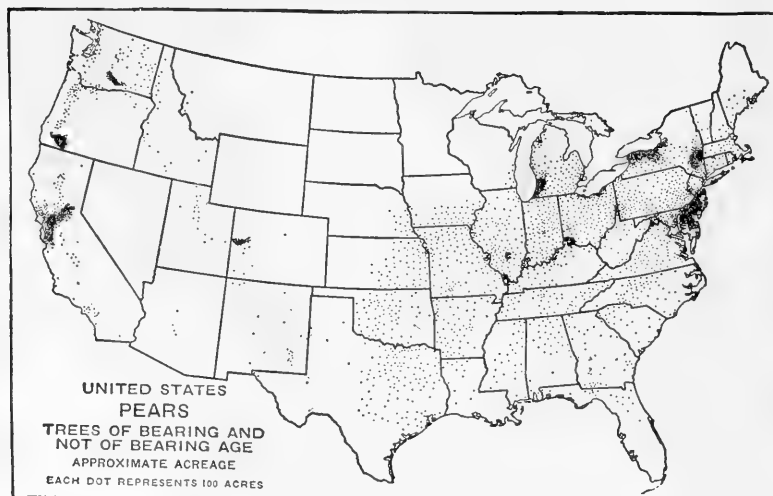 UNITED STATES
PEARS
TREES OF BEARING AND
NOT OF BEARING AGE
APPROXIMATE ACREAGE
EACH DOT REPRESENTS 100 ACRES